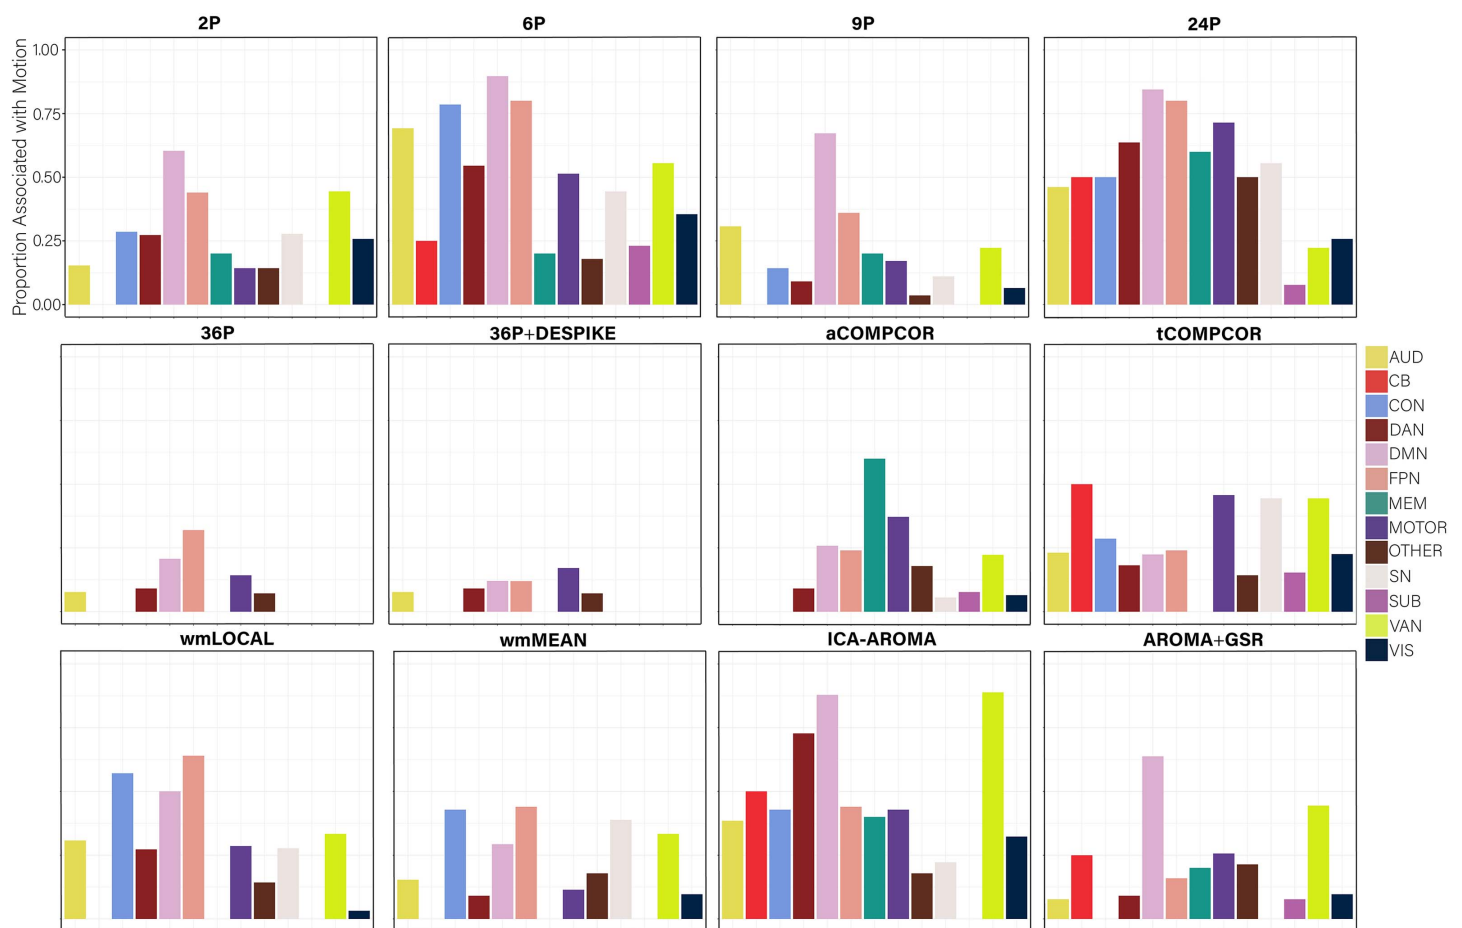 2P 6P 9P 24P
Proportion Associated with Motion
1.00
0.75
0.50
0.25
0.00
36P 36P+DESPIKE aCOMPCOR tCOMPCOR
AUD
CB
CON
DAN
DMN
FPN
MEM
MOTOR
OTHER
SN
SUB
VAN
VIS
wmLOCAL wmMEAN ICA-AROMA AROMA+GSR